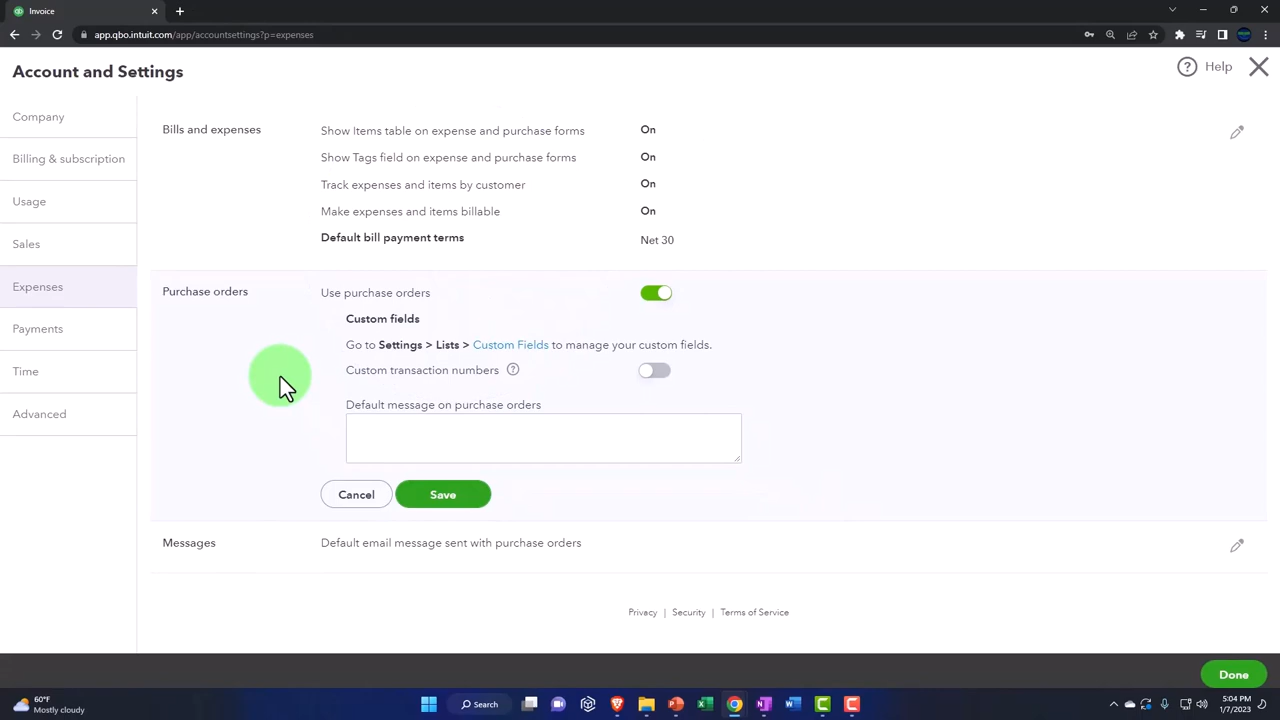 Invoice
app.qbo.intuit.com/app/accountsettings?p=expenses
Account and Settings
? Help
Company
Billing & subscription
Usage
Sales
Expenses
Payments
Time
Advanced
Bills and expenses
Show Items table on expense and purchase forms On
Show Tags field on expense and purchase forms On
Track expenses and items by customer On
Make expenses and items billable On
Default bill payment terms Net 30
Purchase orders
Use purchase orders
Custom fields
Go to Settings > Lists > Custom Fields to manage your custom fields.
Custom transaction numbers ?
Default message on purchase orders
Cancel Save
Messages Default email message sent with purchase orders
Privacy | Security | Terms of Service
Done
60°F
Mostly cloudy
Search
5:04 PM
1/7/2023